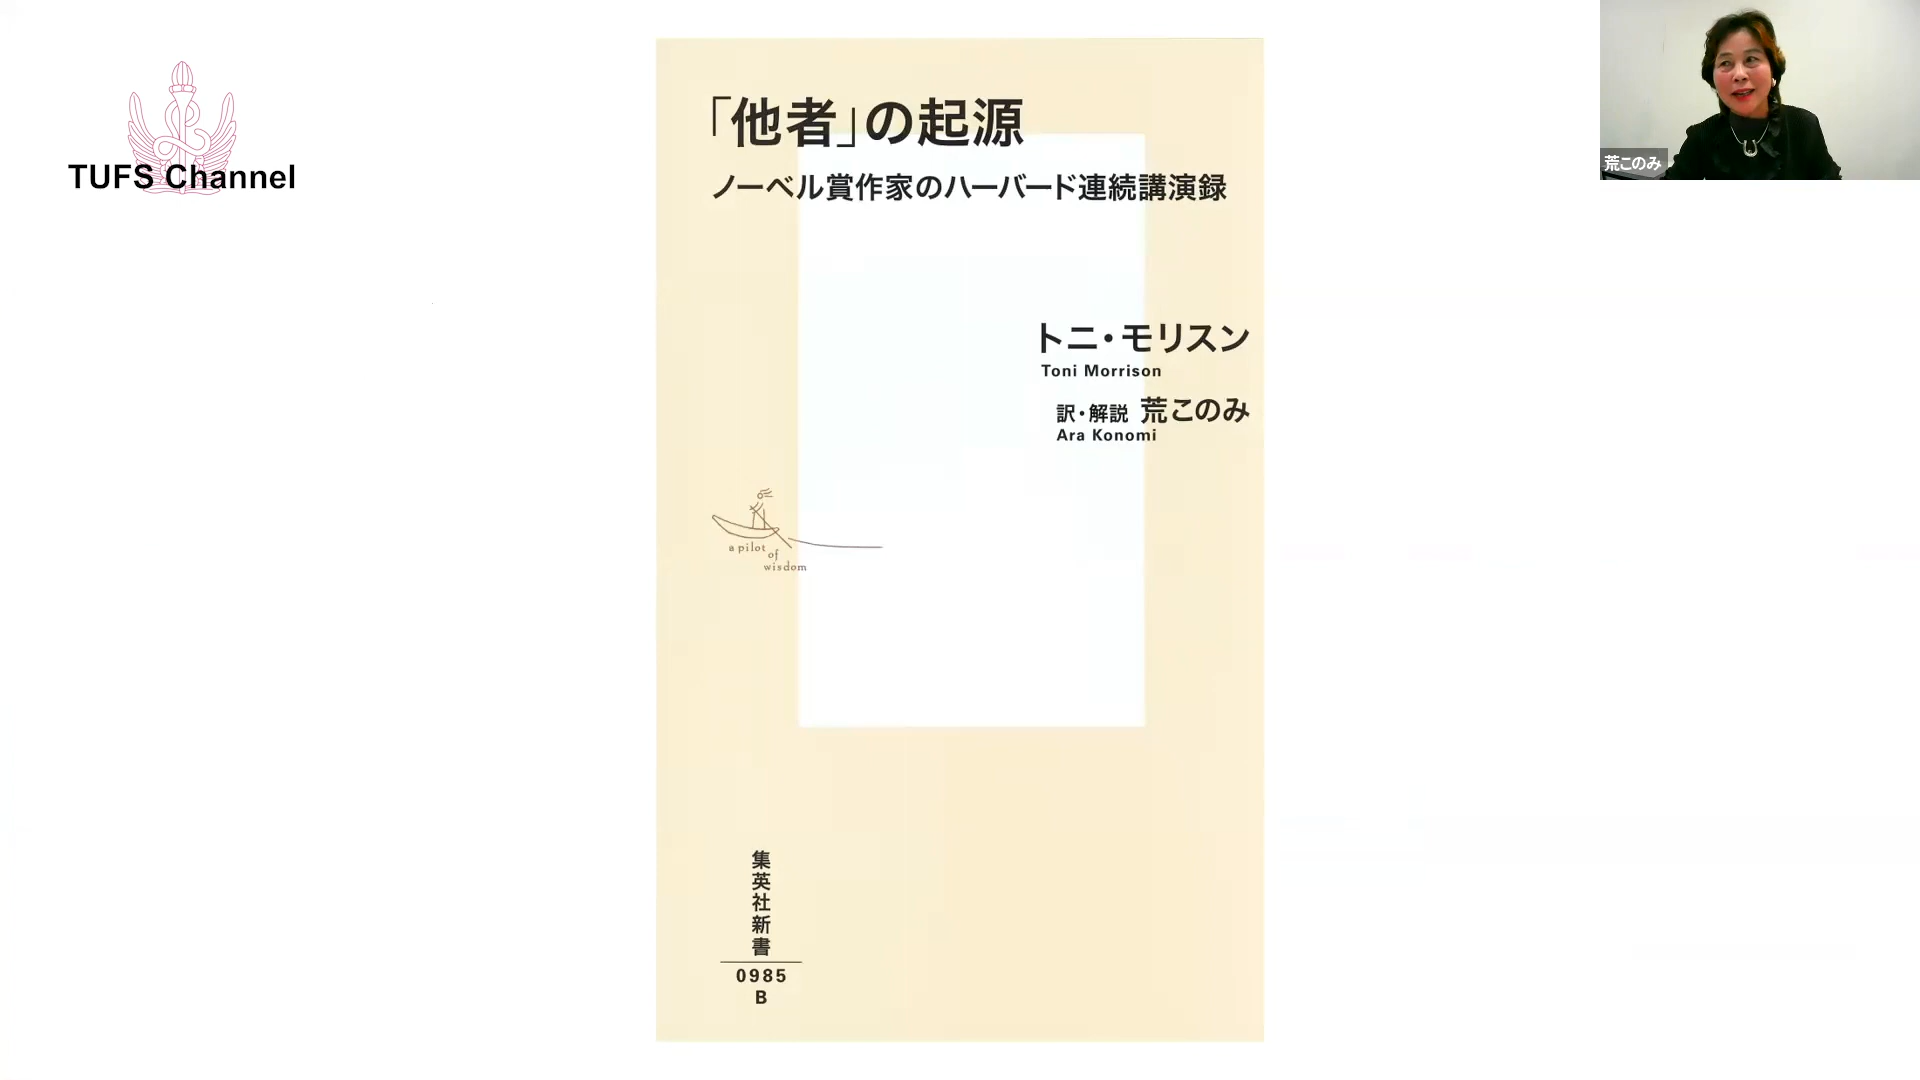 TUFS Channel
「他者」の起源
ノーベル賞作家のハーバード連続講演録
トニ・モリスン
Toni Morrison
訳・解説 荒このみ
Ara Konomi
a pilot
of
wisdom
集英社新書
0985
B
荒このみ